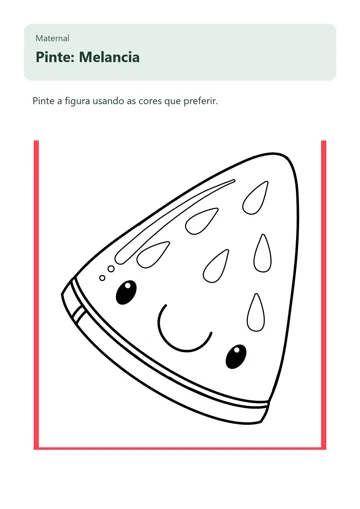 Maternal
Pinte: Melancia
Pinte a figura usando as cores que preferir.